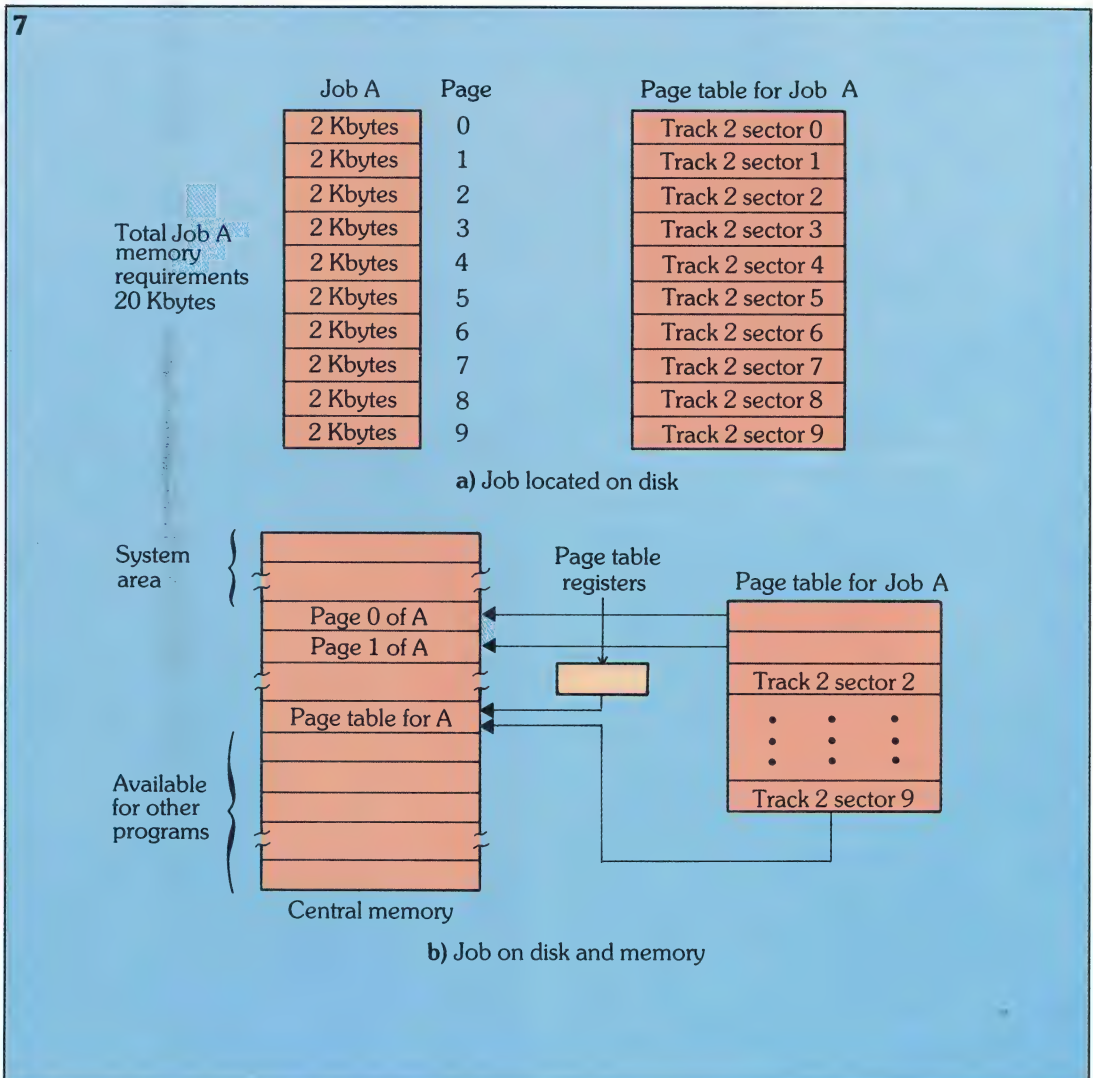 7
Job A
Page
Page table for Job A
2 Kbytes
0
Track 2 sector 0
2 Kbytes
1
Track 2 sector 1
2 Kbytes
2
Track 2 sector 2
2 Kbytes
3
Track 2 sector 3
2 Kbytes
4
Track 2 sector 4
2 Kbytes
5
Track 2 sector 5
2 Kbytes
6
Track 2 sector 6
2 Kbytes
7
Track 2 sector 7
2 Kbytes
8
Track 2 sector 8
2 Kbytes
9
Track 2 sector 9
Total Job A
memory
requirements
20 Kbytes
a) Job located on disk
System
area
Page table
registers
Page table for Job A
Page 0 of A
Page 1 of A
Track 2 sector 2
Page table for A
Track 2 sector 9
Available
for other
programs
Central memory
b) Job on disk and memory